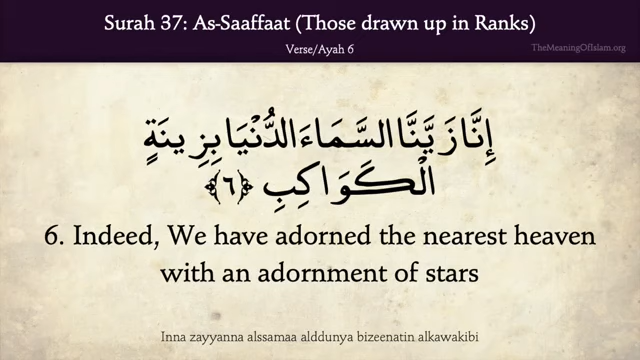 Surah 37: As-Saaffaat (Those drawn up in Ranks)
Verse/Ayah 6
TheMeaningOfIslam.org
إِنَّا زَيَّنَّا السَّمَاءَ الدُّنْيَا بِزِينَةٍ
الْكَوَاكِبِ ﴿٦﴾
6. Indeed, We have adorned the nearest heaven
with an adornment of stars
Inna zayyanna alssamaa alddunya bizeenatin alkawakibi